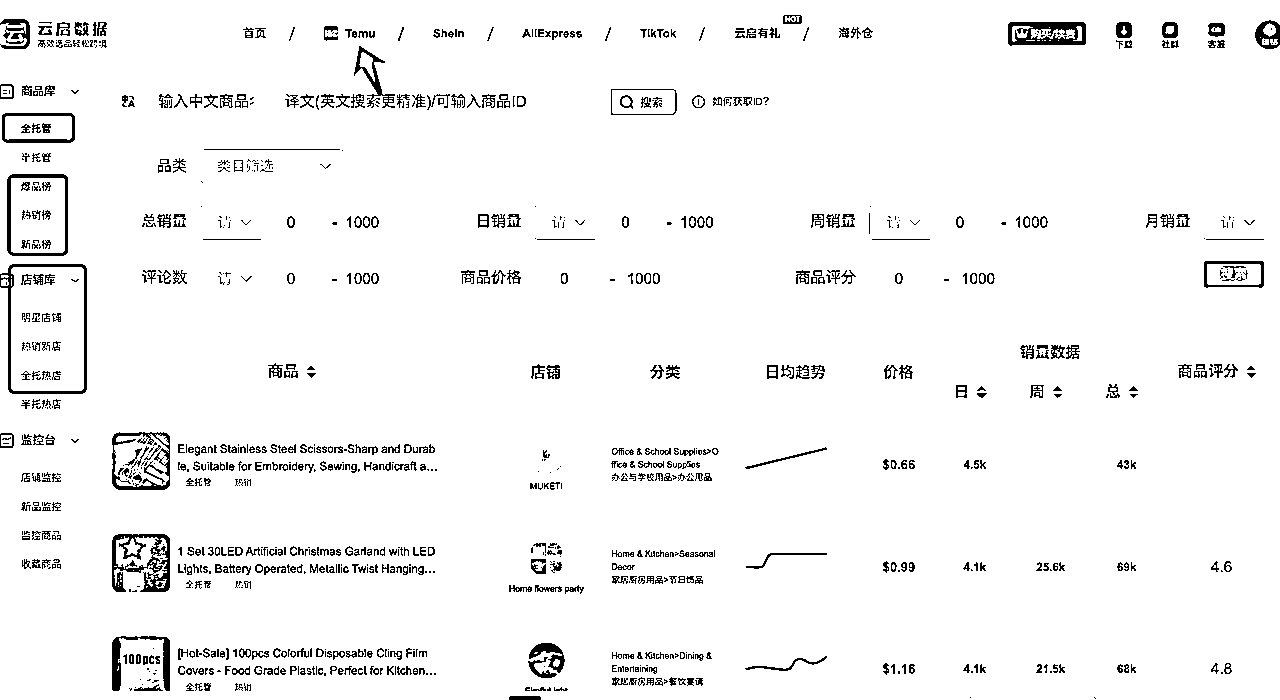 云启数据
高效选品轻松跨境
首页 / Temu / SheIn / AliExpress / TikTok / 云启有礼 / 海外仓
HOT
购买/续费
下载 社群 客服
商品库
全托管
半托管
爆品榜
热销榜
新品榜
店铺库
明星店铺
热销新店
全托热店
半托热店
监控台
店铺监控
新品监控
监控商品
收藏商品
输入中文商品 译文(英文搜索更精准)/可输入商品ID 搜索 如何获取ID?
品类 类目筛选
总销量 请 0 - 1000 日销量 请 0 - 1000 周销量 请 0 - 1000 月销量 请
评论数 请 0 - 1000 商品价格 0 - 1000 商品评分 0 - 1000 搜索
商品 店铺 分类 日均趋势 价格 销量数据 商品评分
日 周 总
Elegant Stainless Steel Scissors-Sharp and Durab
le, Suitable for Embroidery, Sewing, Handicraft a...
全托管 热销
MUKETI
Office & School Supplies>O
ffice & School Supplies
办公与学校用品>办公用品
$0.66 4.5k 43k
1 Set 30LED Artificial Christmas Garland with LED
Lights, Battery Operated, Metallic Twist Hanging...
全托管 热销
Home flowers party
Home & Kitchen>Seasonal
Decor
家居厨房用品>节日饰品
$0.99 4.1k 25.6k 69k 4.6
100pcs
[Hot-Sale] 100pcs Colorful Disposable Cling Film
Covers - Food Grade Plastic, Perfect for Kitchen...
全托管 热销
Home & Kitchen>Dining &
Entertaining
家居厨房用品>餐饮宴请
$1.16 4.1k 21.5k 68k 4.8